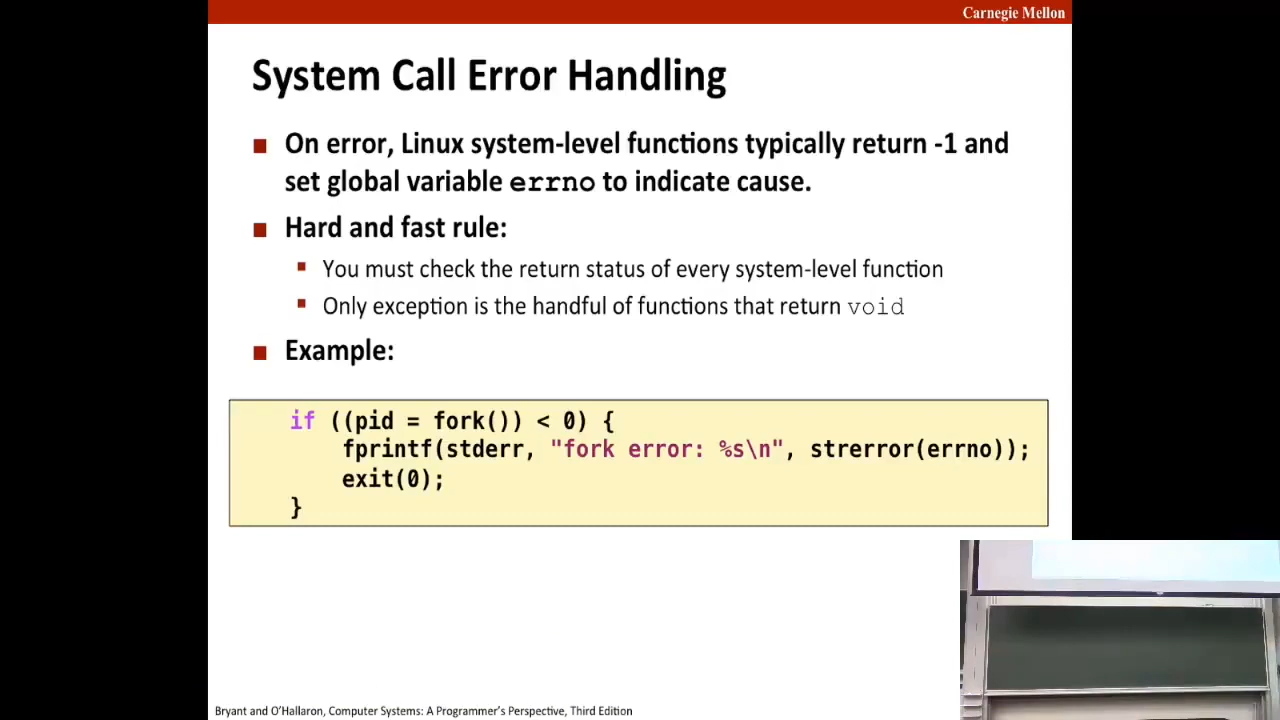 Carnegie Mellon
System Call Error Handling
On error, Linux system-level functions typically return -1 and
set global variable errno to indicate cause.
Hard and fast rule:
You must check the return status of every system-level function
Only exception is the handful of functions that return void
Example:
if ((pid = fork()) < 0) {
    fprintf(stderr, "fork error: %s\n", strerror(errno));
    exit(0);
}
Bryant and O'Hallaron, Computer Systems: A Programmer's Perspective, Third Edition